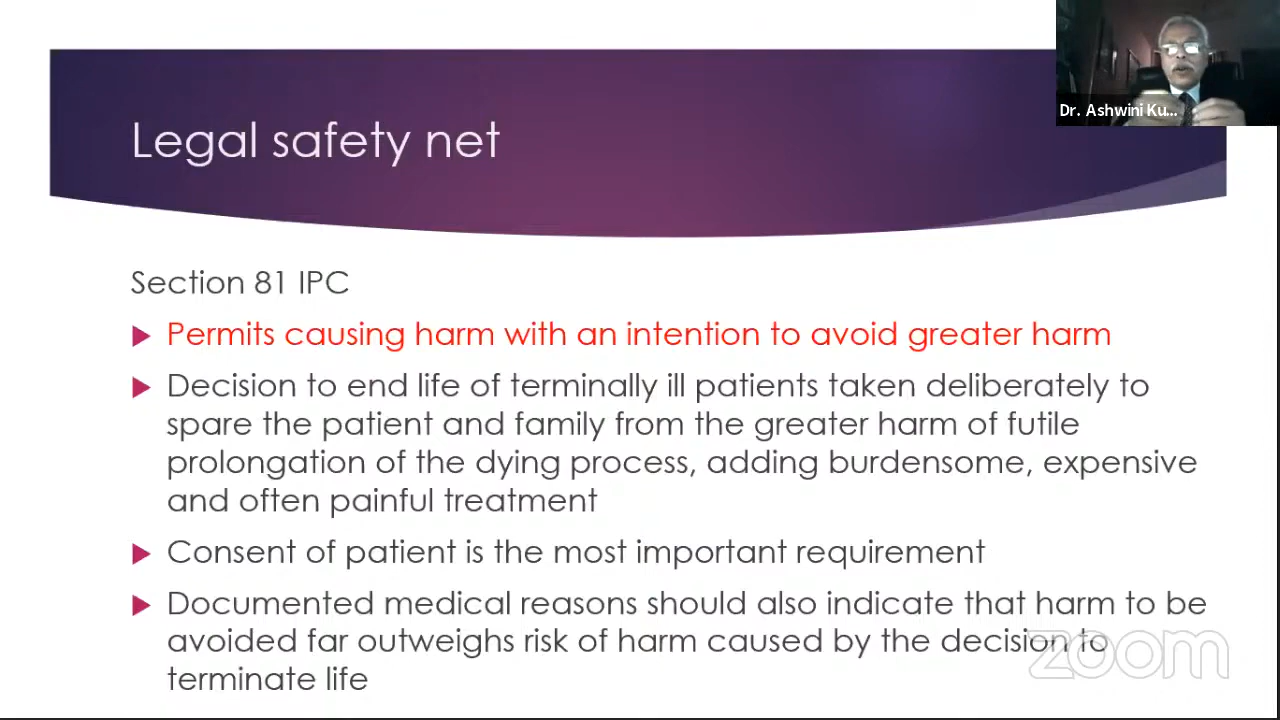 Dr. Ashwini Ku...
Legal safety net
Section 81 IPC
Permits causing harm with an intention to avoid greater harm
Decision to end life of terminally ill patients taken deliberately to
spare the patient and family from the greater harm of futile
prolongation of the dying process, adding burdensome, expensive
and often painful treatment
Consent of patient is the most important requirement
Documented medical reasons should also indicate that harm to be
avoided far outweighs risk of harm caused by the decision to
terminate life
zoom